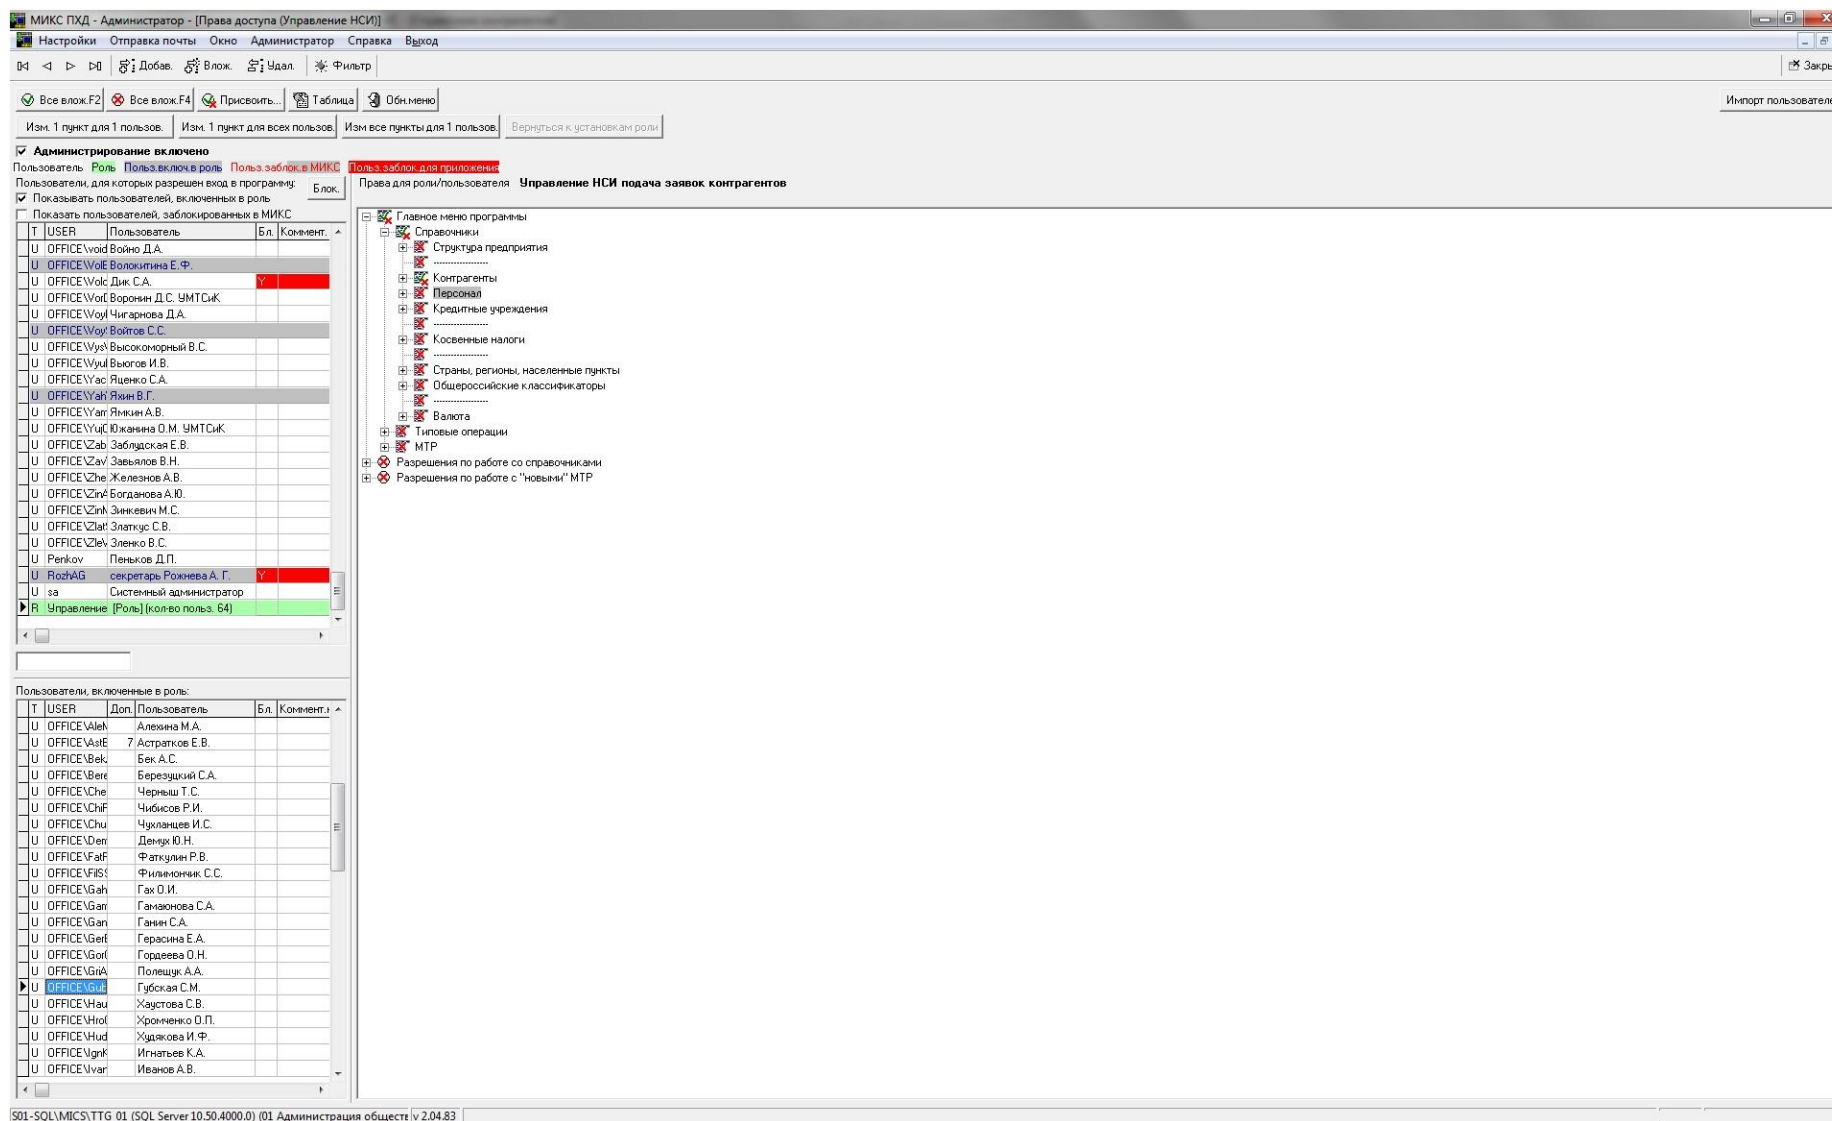 МИКС ПХД - Администратор - [Права доступа (Управление НСИ)]
Настройки Отправка почты Окно Администратор Справка Выход
Добав. Влож. Удал. Фильтр Закры
Все влож.F2 Все влож.F4 Присвоить... Таблица Обн.меню Импорт пользователе
Изм. 1 пункт для 1 пользов. Изм. 1 пункт для всех пользов. Изм все пункты для 1 пользов. Вернуться к установкам роли
Администрирование включено
Пользователь Роль Польз.включ.в роль Польз.заблок.в МИКС Польз.заблок.для приложения
Пользователи, для которых разрешен вход в программу: Блок.
Показывать пользователей, включенных в роль
Показать пользователей, заблокированных в МИКС
T USER Пользователь Бл. Коммент.
U OFFICE\void Войно Д.А.
U OFFICE\VolE Волокитина Е.Ф.
U OFFICE\Volo Дик С.А. Y
U OFFICE\VorD Воронин Д.С. УМТСиК
U OFFICE\Voy Чигарнова Д.А.
U OFFICE\Voy Войтов С.С.
U OFFICE\Vys Высокоморный В.С.
U OFFICE\Vyu Вьюгов И.В.
U OFFICE\Yac Яценко С.А.
U OFFICE\Yah Яхин В.Г.
U OFFICE\Yam Ямкин А.В.
U OFFICE\Yuj Южанина О.М. УМТСиК
U OFFICE\Zab Заблудская Е.В.
U OFFICE\Zav Завьялов В.Н.
U OFFICE\Zhe Железнов А.В.
U OFFICE\ZinA Богданова А.Ю.
U OFFICE\Zin Зинкевич М.С.
U OFFICE\Zlat Златкус С.В.
U OFFICE\Zle Зленко В.С.
U Penkov Пеньков Д.П.
U RozhAG секретарь Рожнева А. Г. Y
U sa Системный администратор
R Управление [Роль] (кол-во польз. 64)
Пользователи, включенные в роль:
T USER Доп. Пользователь Бл. Коммент.
U OFFICE\Ale Алехина М.А.
U OFFICE\AstE 7 Астратков Е.В.
U OFFICE\Bek Бек А.С.
U OFFICE\Bere Березуцкий С.А.
U OFFICE\Che Черныш Т.С.
U OFFICE\Chi Чибисов Р.И.
U OFFICE\Chu Чухланцев И.С.
U OFFICE\Dem Демух Ю.Н.
U OFFICE\Fat Фаткулин Р.В.
U OFFICE\FilS Филимончик С.С.
U OFFICE\Gah Гах О.И.
U OFFICE\Gam Гамаюнова С.А.
U OFFICE\Gan Ганин С.А.
U OFFICE\Ger Герасина Е.А.
U OFFICE\Gor Гордеева О.Н.
U OFFICE\GriA Полещук А.А.
U OFFICE\Gub Губская С.М.
U OFFICE\Hau Хаустова С.В.
U OFFICE\Hro Хромченко О.П.
U OFFICE\Hud Худякова И.Ф.
U OFFICE\Ign Игнатьев К.А.
U OFFICE\Ivan Иванов А.В.
Права для роли/пользователя Управление НСИ подача заявок контрагентов
Главное меню программы
Справочники
Структура предприятия
------------------
Контрагенты
Персонал
Кредитные учреждения
------------------
Косвенные налоги
------------------
Страны, регионы, населенные пункты
Общероссийские классификаторы
------------------
Валюта
Типовые операции
МТР
Разрешения по работе со справочниками
Разрешения по работе с "новыми" МТР
S01-SQL\MICS\TTG 01 (SQL Server 10.50.4000.0) (01 Администрация обществ v 2.04.83